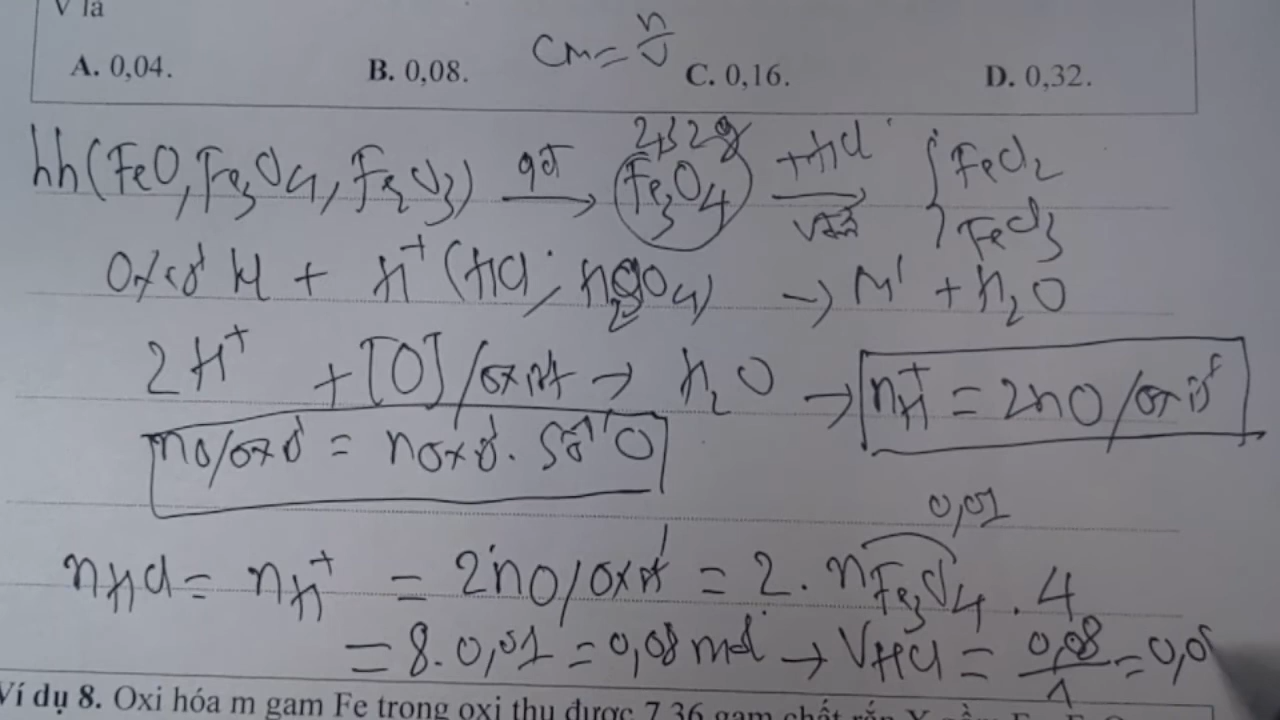 V là
A. 0,04. B. 0,08. C. 0,16. D. 0,32.
CM = n/V
hh(FeO, Fe3O4, Fe2O3) qđ → 2,32g Fe3O4 +HCl → { FeCl2
FeCl3
oxit M + H+ (HCl; H2SO4) → M' + H2O
2H+ + [O]/oxit → H2O → nH+ = 2nO/oxit
nO/oxit = noxit. số O
0,01
nHCl = nH+ = 2nO/oxit = 2. nFe3O4 . 4
= 8. 0,01 = 0,08 mol → VHCl = 0,08/1 = 0,0
Ví dụ 8. Oxi hóa m gam Fe trong oxi thu được 7,36 gam chất rắn